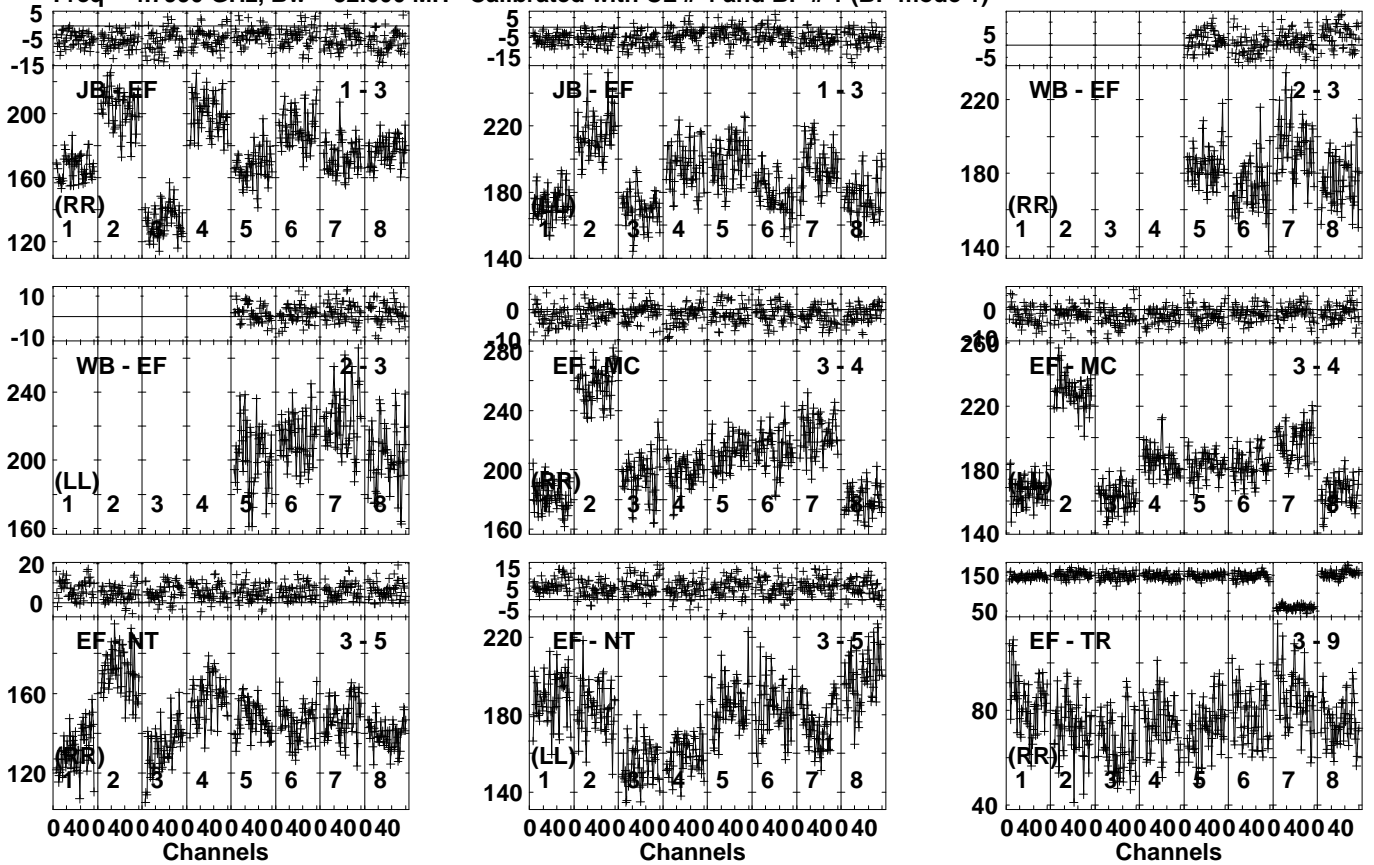 Freq = GHz, Bw = MH Calibrated with CL # and BP # (BP mode
5 -5 -15
JB - EF 1 - 3
200 160 120
(RR)
1 2 3 4 5 6 7 8
5 -5 -15
JB - EF 1 - 3
220 180 140
(LL)
1 2 3 4 5 6 7 8
5 -5
WB - EF 2 - 3
220 180 140
(RR)
1 2 3 4 5 6 7 8
10 -10
WB - EF 2 - 3
240 200 160
(LL)
1 2 3 4 5 6 7 8
0 -10
EF - MC 3 - 4
280 240 200 160
(RR)
1 2 3 4 5 6 7 8
0 -10
EF - MC 3 - 4
260 220 180 140
(LL)
1 2 3 4 5 6 7 8
20 0
EF - NT 3 - 5
160 120
(RR)
1 2 3 4 5 6 7 8
0 40 0 40 0 40 0 40 0 40 0 40 0 40 0 40
Channels
15 5 -5
EF - NT 3 - 5
220 180 140
(LL)
1 2 3 4 5 6 7 8
0 40 0 40 0 40 0 40 0 40 0 40 0 40 0 40
Channels
150 50
EF - TR 3 - 9
80 40
(RR)
1 2 3 4 5 6 7 8
0 40 0 40 0 40 0 40 0 40 0 40 0 40 0 40
Channels